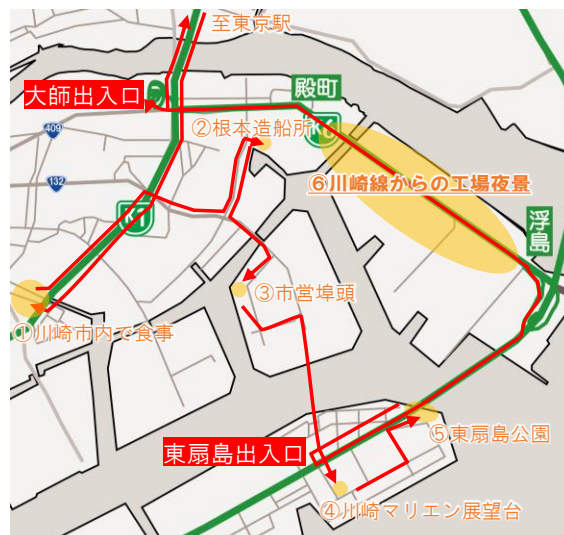 至東京駅
大師出入口
殿町
409
②根本造船所
K6
132
⑥川崎線からの工場夜景
K1
浮島
③市営埠頭
①川崎市内で食事
⑤東扇島公園
東扇島出入口
④川崎マリエン展望台